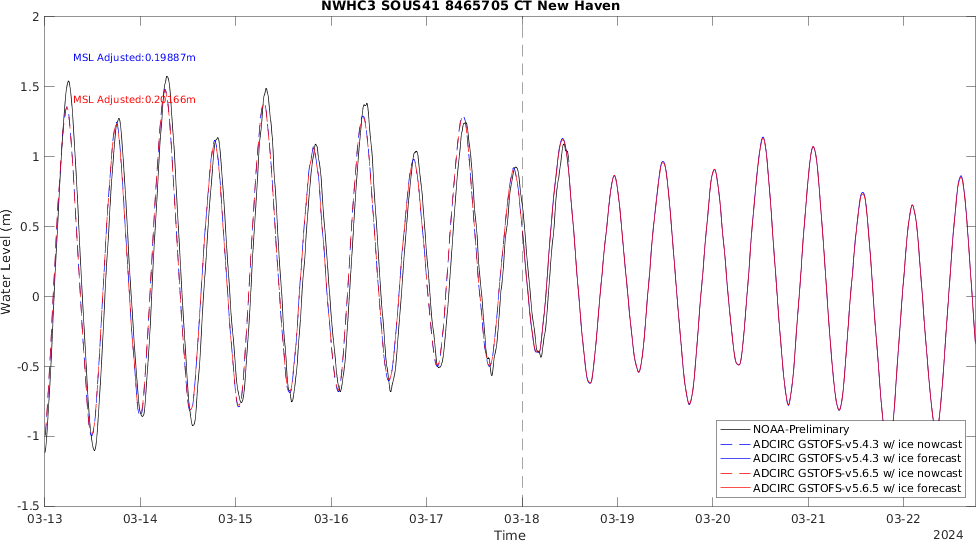 NWHC3 SOUS41 8465705 CT New Haven
2
MSL Adjusted:0.19887m
1.5
MSL Adjusted:0.20166m
1
0.5
Water Level (m)
0
-0.5
-1
NOAA-Preliminary
ADCIRC GSTOFS-v5.4.3 w/ ice nowcast
ADCIRC GSTOFS-v5.4.3 w/ ice forecast
ADCIRC GSTOFS-v5.6.5 w/ ice nowcast
ADCIRC GSTOFS-v5.6.5 w/ ice forecast
-1.5
03-13 03-14 03-15 03-16 03-17 03-18 03-19 03-20 03-21 03-22
Time
2024